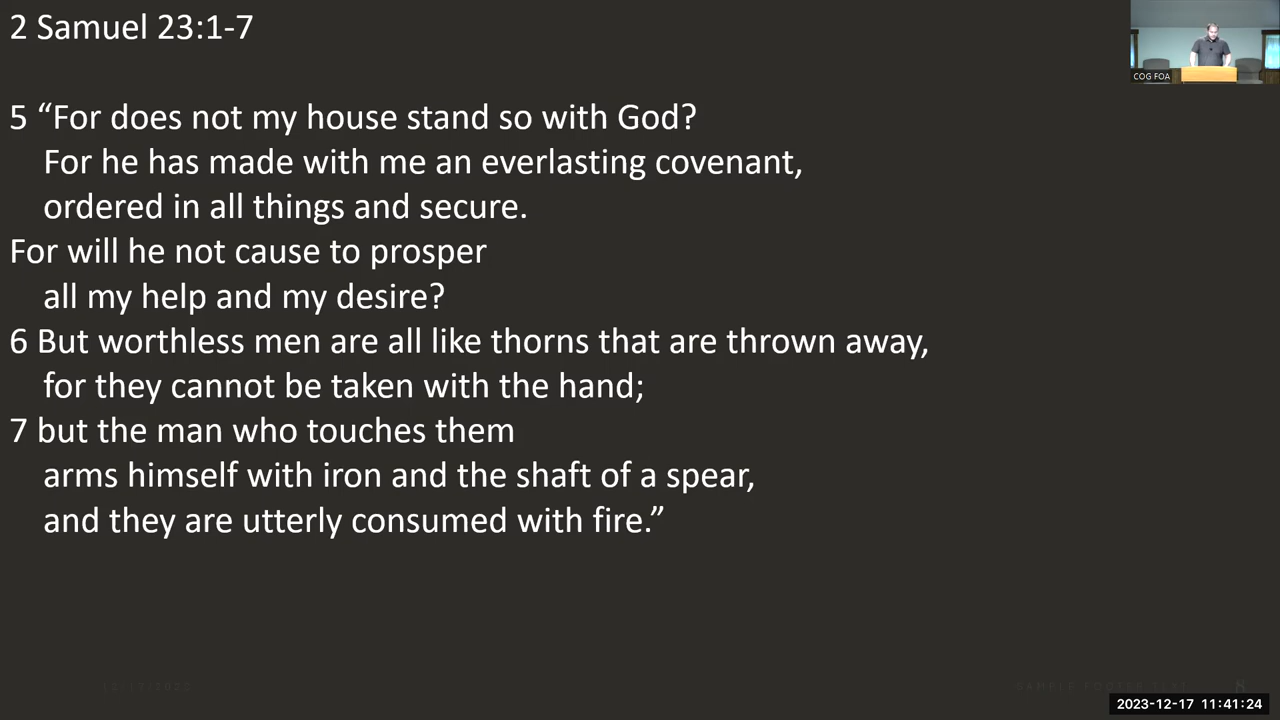 2 Samuel 23:1-7
COG FOA
5 “For does not my house stand so with God?
For he has made with me an everlasting covenant,
ordered in all things and secure.
For will he not cause to prosper
all my help and my desire?
6 But worthless men are all like thorns that are thrown away,
for they cannot be taken with the hand;
7 but the man who touches them
arms himself with iron and the shaft of a spear,
and they are utterly consumed with fire.”
SAMPLE FOOTER TEXT 8
2023-12-17 11:41:24